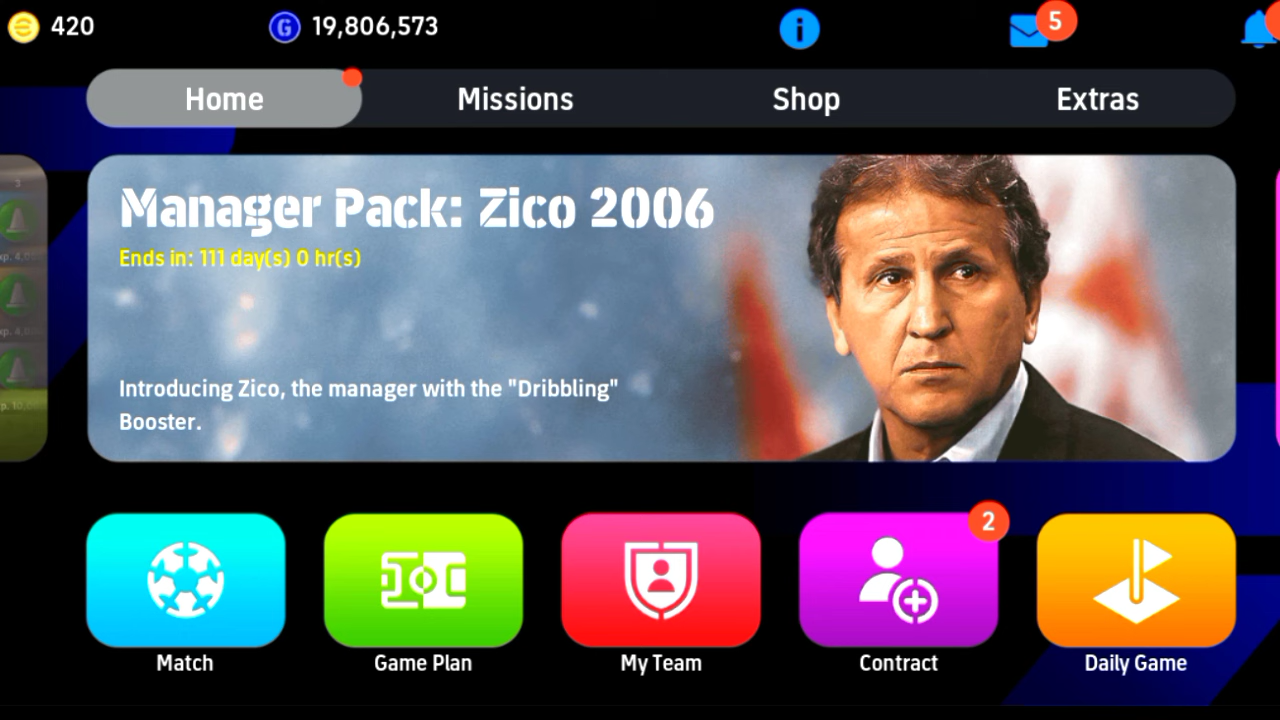 420
G
19,806,573
5
Home
Missions
Shop
Extras
Manager Pack: Zico 2006
Ends in: 111 day(s) 0 hr(s)
Introducing Zico, the manager with the "Dribbling"
Booster.
2
Match
Game Plan
My Team
Contract
Daily Game